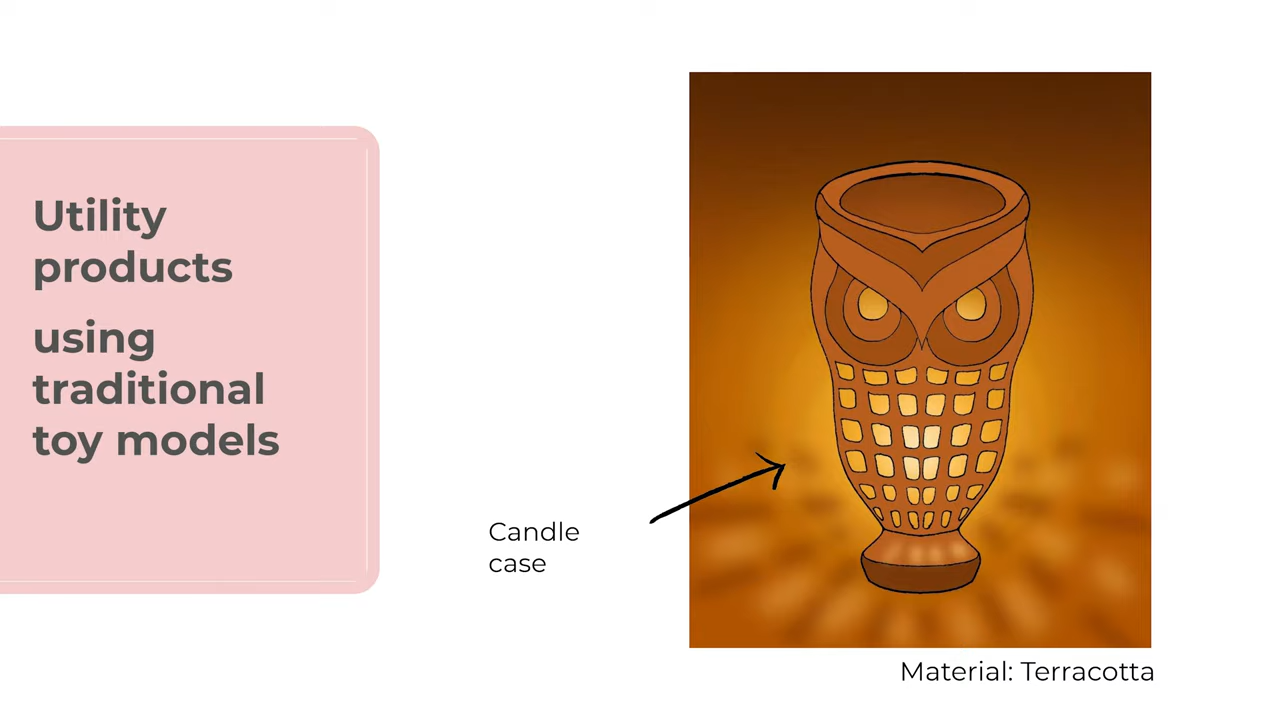 Utility
products
using
traditional
toy models
Candle
case
Material: Terracotta